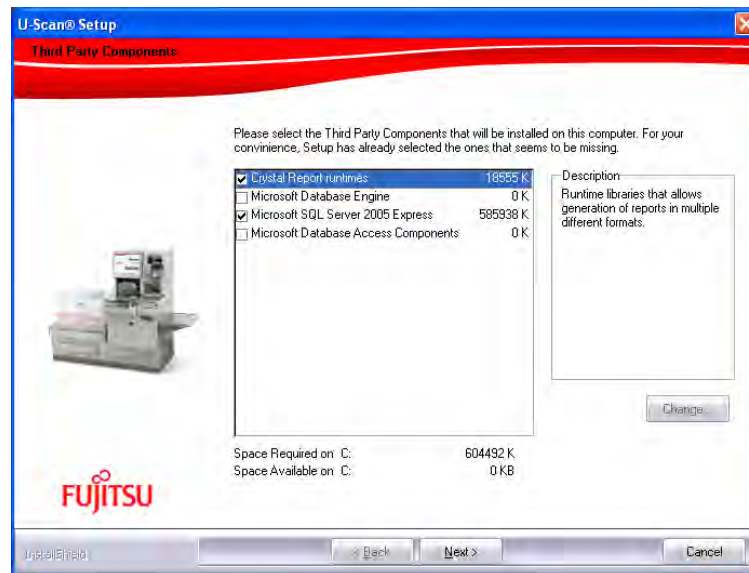 U-Scan® Setup
Third Party Components
Please select the Third Party Components that will be installed on this computer. For your
convinience, Setup has already selected the ones that seems to be missing.
Crystal Report runtimes 18555 K
Microsoft Database Engine 0 K
Microsoft SQL Server 2005 Express 585938 K
Microsoft Database Access Components 0 K
Description
Runtime libraries that allows
generation of reports in multiple
different formats.
Change...
Space Required on C: 604492 K
Space Available on C: 0 KB
FUJITSU
InstallShield
< Back
Next >
Cancel